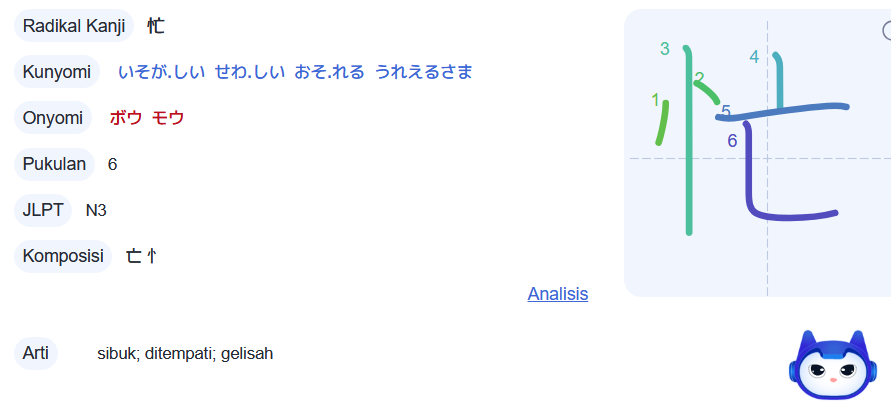 Radikal Kanji 忙
Kunyomi いそが.しい せわ.しい おそ.れる うれえるさま
Onyomi ボウ モウ
Pukulan 6
JLPT N3
Komposisi 亡 忄
Analisis
Arti sibuk; ditempati; gelisah
3
4
2
1
5
6